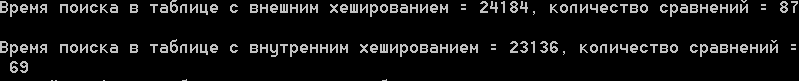 Время поиска в таблице с внешним хешированием = 24184, количество сравнений = 87
Время поиска в таблице с внутренним хешированием = 23136, количество сравнений =
69